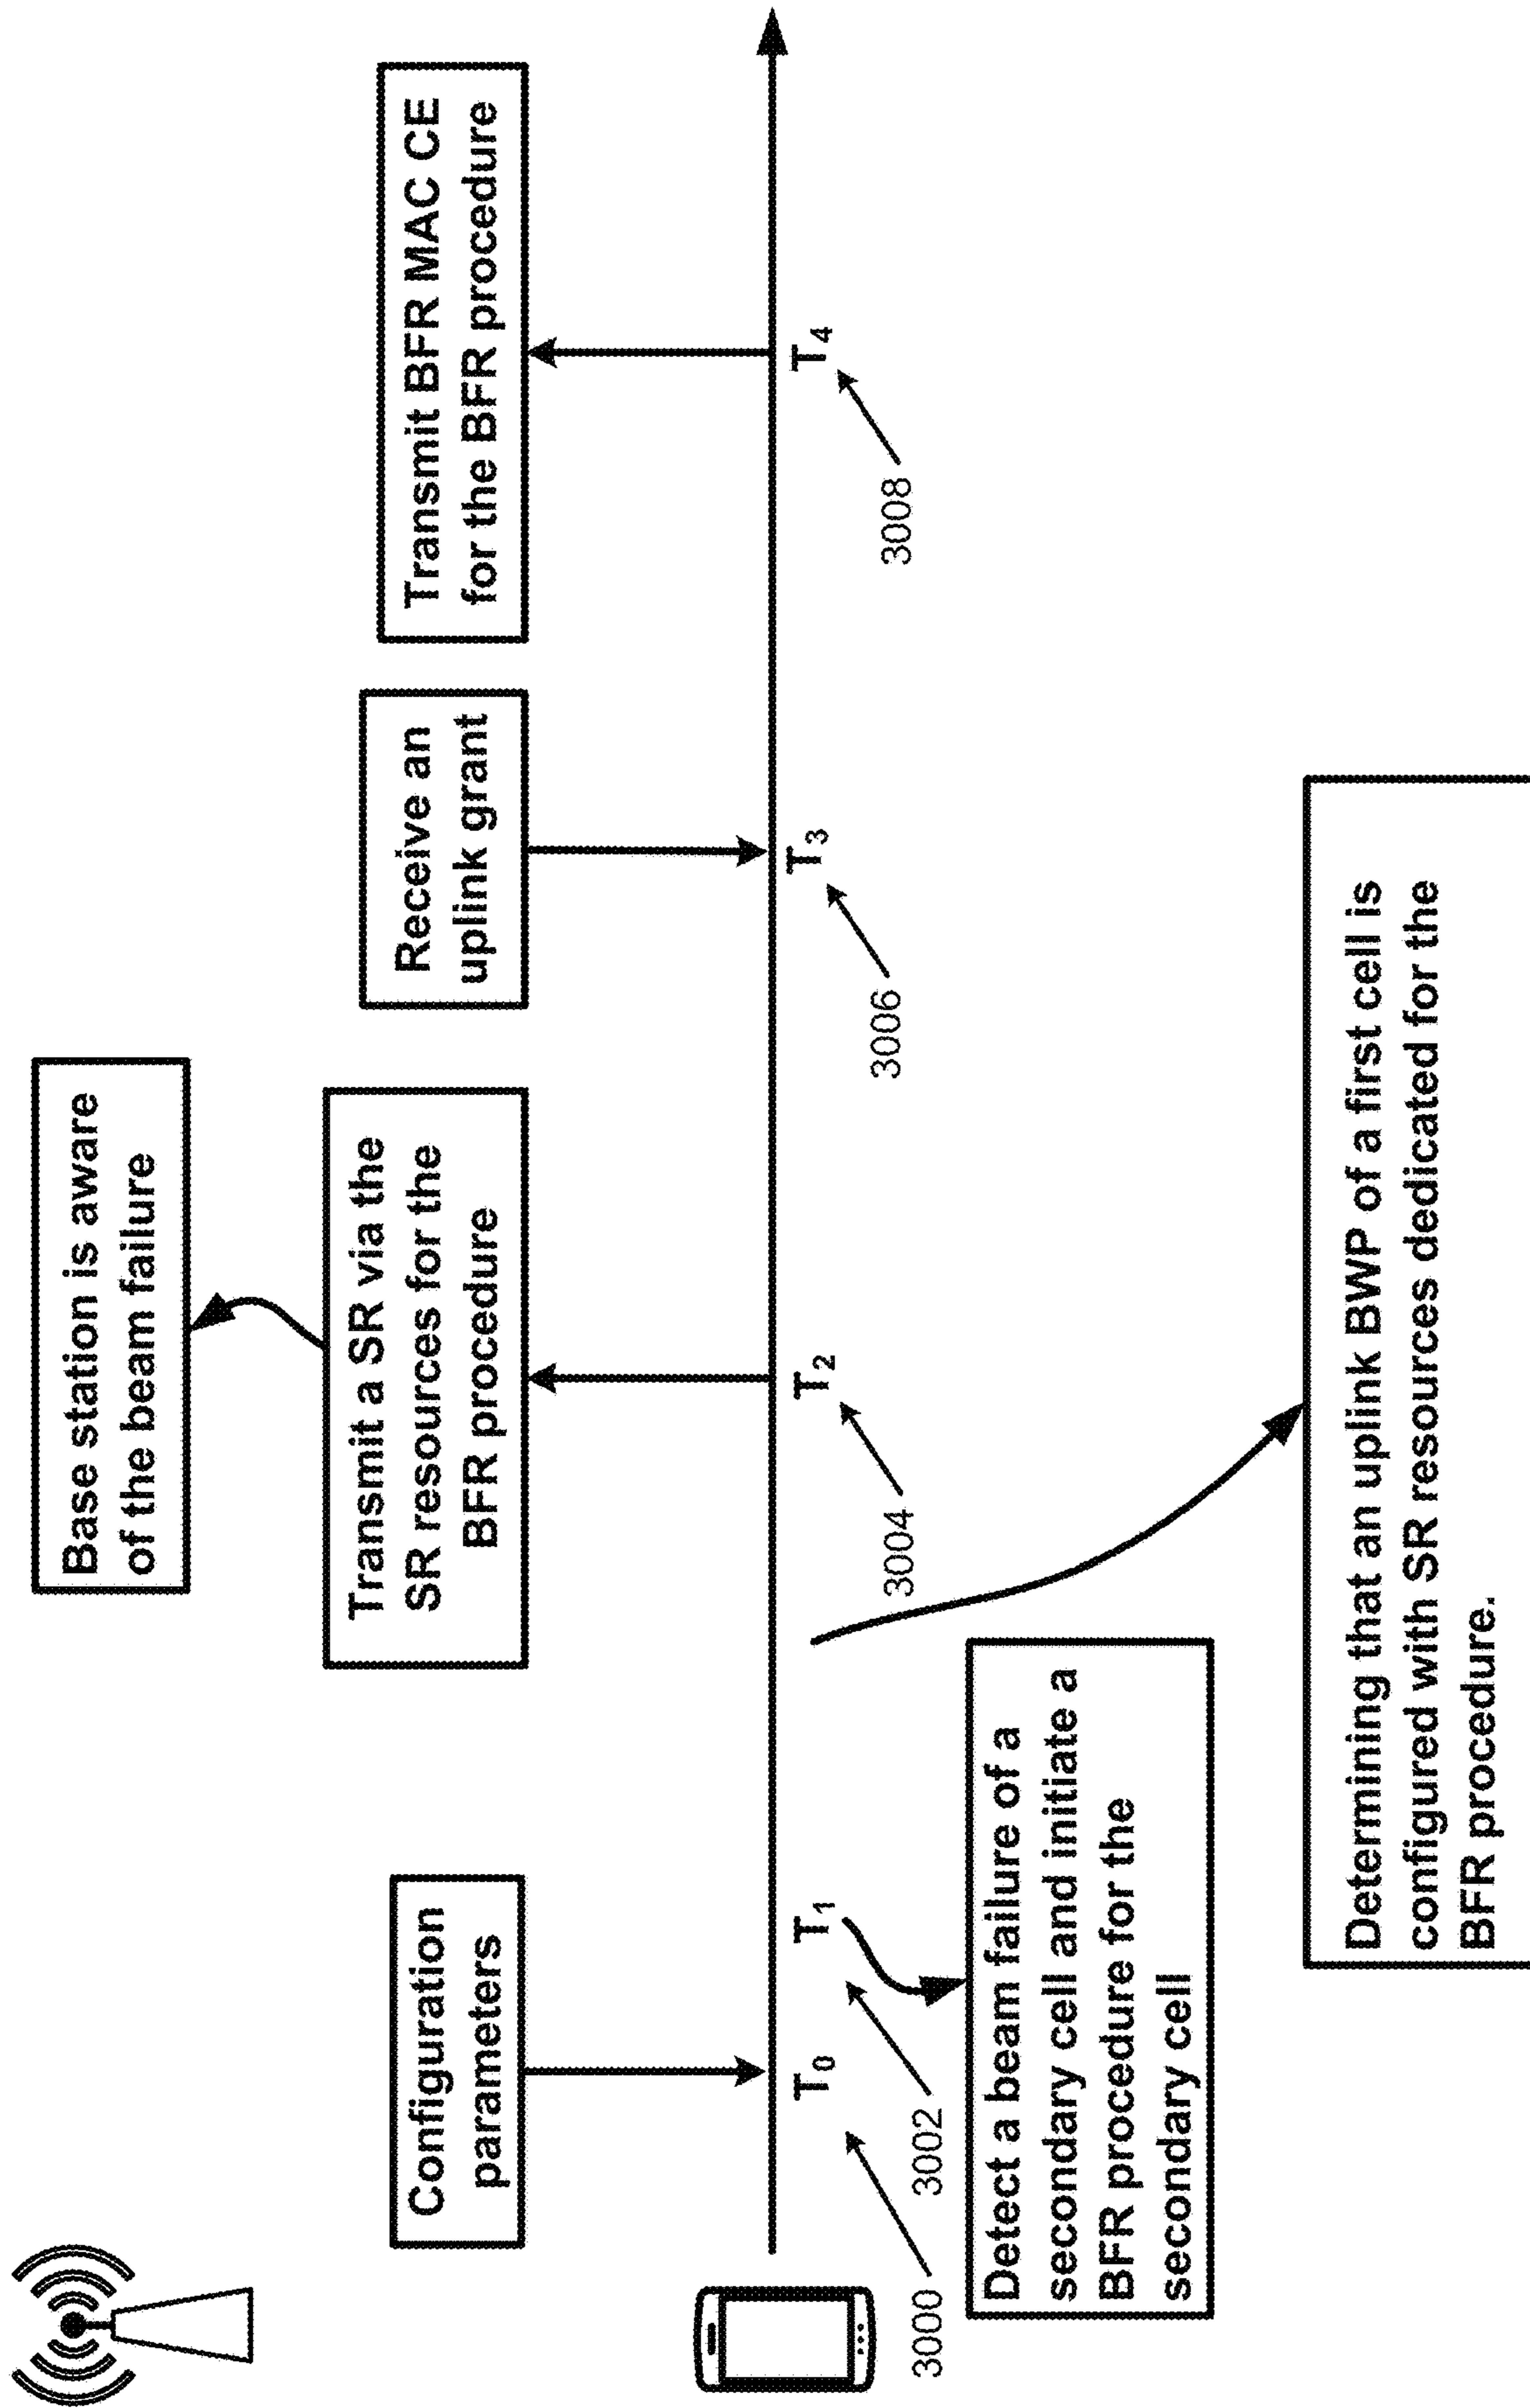 Base station is aware
of the beam failure
Configuration
parameters
Transmit a SR via the
SR resources for the
BFR procedure
Receive an
uplink grant
Transmit BFR MAC CE
for the BFR procedure
T0
T1
T2
T3
T4
3000
3002
3004
3006
3008
Detect a beam failure of a
secondary cell and initiate a
BFR procedure for the
secondary cell
Determining that an uplink BWP of a first cell is
configured with SR resources dedicated for the
BFR procedure.